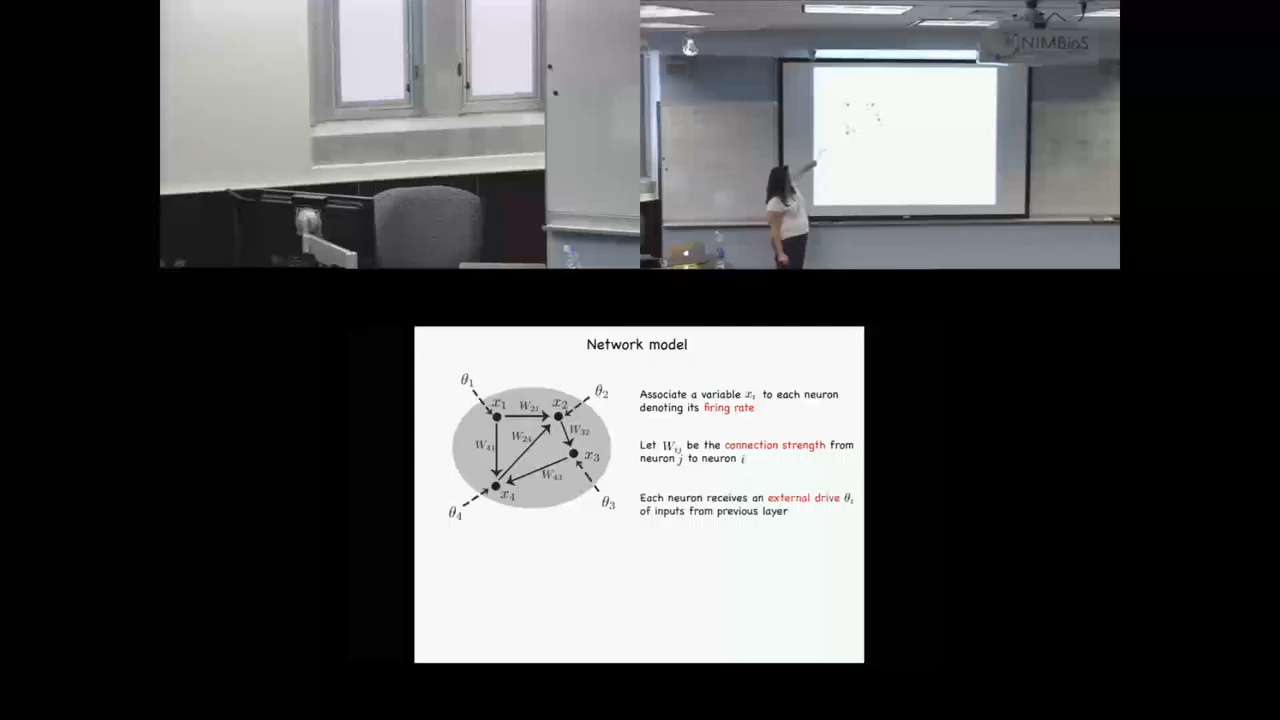 NIMBioS
Network model
θ₁
θ₂
x₁ W₂₁ x₂
W₄₁ W₂₄ W₃₂
x₃
W₄₃
x₄
θ₄ θ₃
Associate a variable xᵢ to each neuron
denoting its firing rate
Let Wᵢⱼ be the connection strength from
neuron j to neuron i
Each neuron receives an external drive θᵢ
of inputs from previous layer